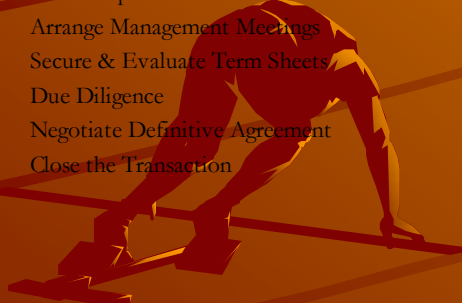 Arrange Management Meetings
Secure & Evaluate Term Sheets
Due Diligence
Negotiate Definitive Agreement
Close the Transaction